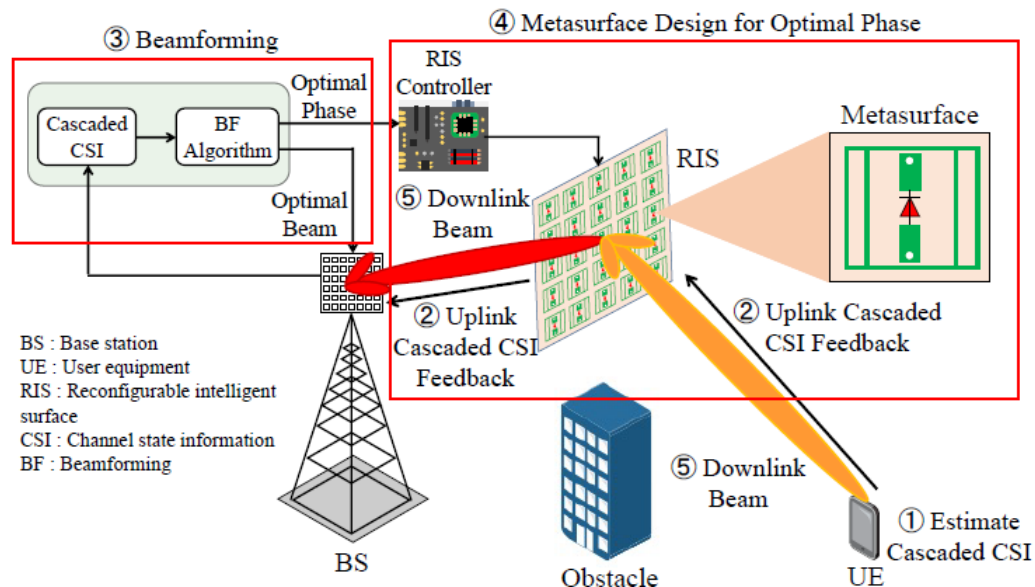 ④ Metasurface Design for Optimal Phase
③ Beamforming
Optimal
Phase
RIS
Controller
Cascaded
CSI
BF
Algorithm
Metasurface
RIS
⑤ Downlink
Beam
Optimal
Beam
② Uplink
Cascaded CSI
Feedback
② Uplink Cascaded
CSI Feedback
BS : Base station
UE : User equipment
RIS : Reconfigurable intelligent
surface
CSI : Channel state information
BF : Beamforming
⑤ Downlink
Beam
① Estimate
Cascaded CSI
BS
Obstacle
UE